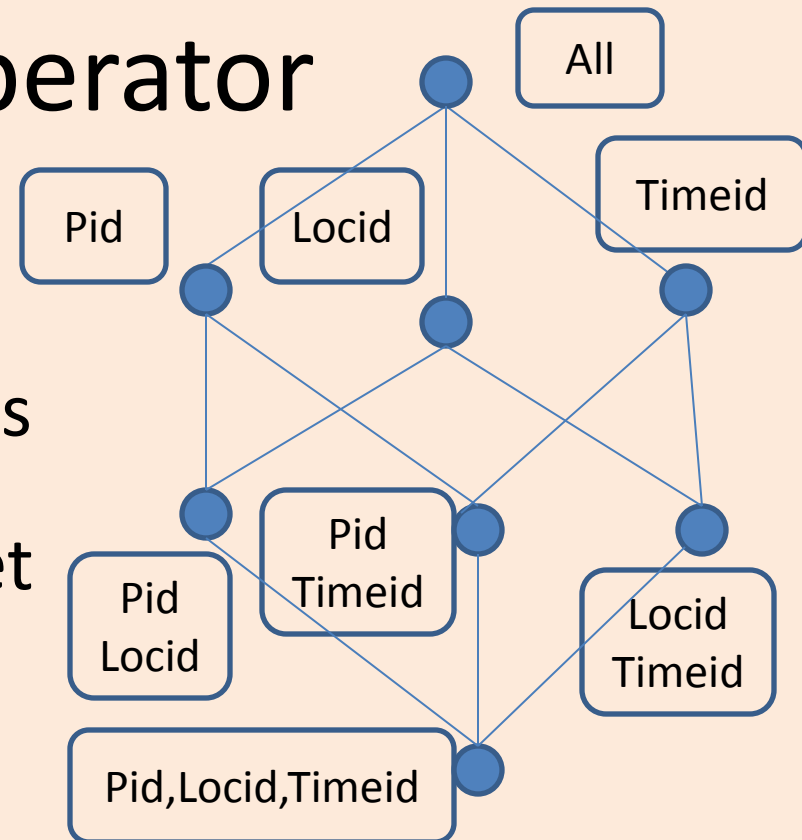 perator
All
Pid
Locid
Timeid
s
et
Pid
Locid
Pid
Timeid
Locid
Timeid
Pid,Locid,Timeid